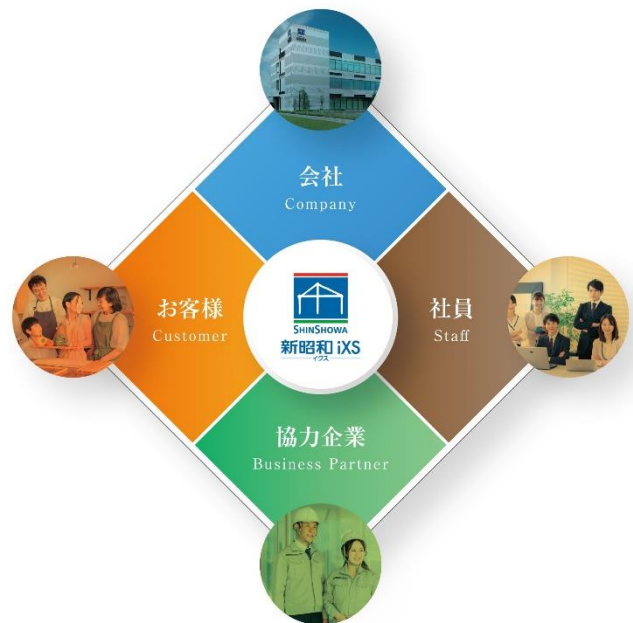 会社
Company
お客様
Customer
SHINSHOWA
新昭和 iXS
イクス
社員
Staff
協力企業
Business Partner